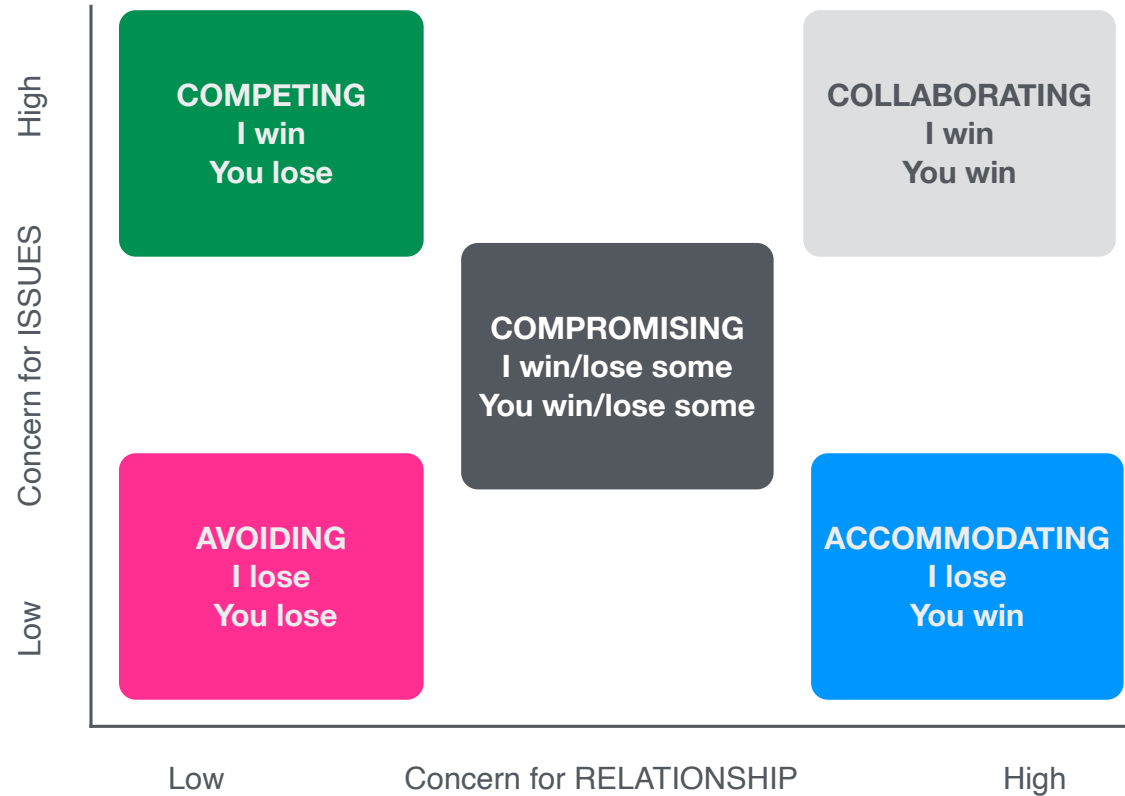 High
Concern for ISSUES
Low
COMPETING
I win
You lose
COLLABORATING
I win
You win
COMPROMISING
I win/lose some
You win/lose some
AVOIDING
I lose
You lose
ACCOMMODATING
I lose
You win
Low
Concern for RELATIONSHIP
High